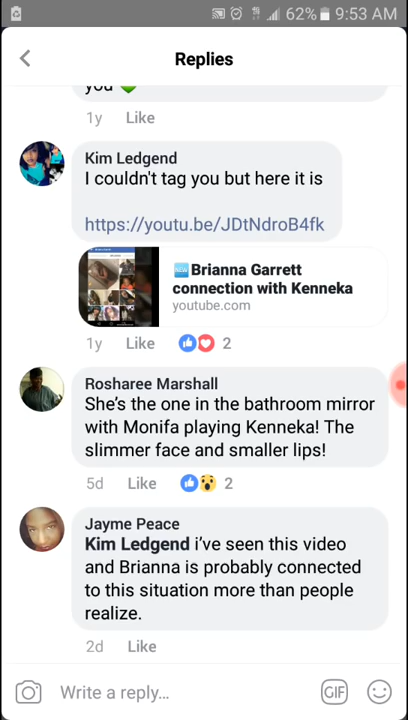 62% 9:53 AM
Replies
you
1y Like
Kim Ledgend
I couldn't tag you but here it is
https://youtu.be/JDtNdroB4fk
NEW Brianna Garrett
connection with Kenneka
youtube.com
1y Like 2
Rosharee Marshall
She's the one in the bathroom mirror
with Monifa playing Kenneka! The
slimmer face and smaller lips!
5d Like 2
Jayme Peace
Kim Ledgend i've seen this video
and Brianna is probably connected
to this situation more than people
realize.
2d Like
Write a reply...
GIF